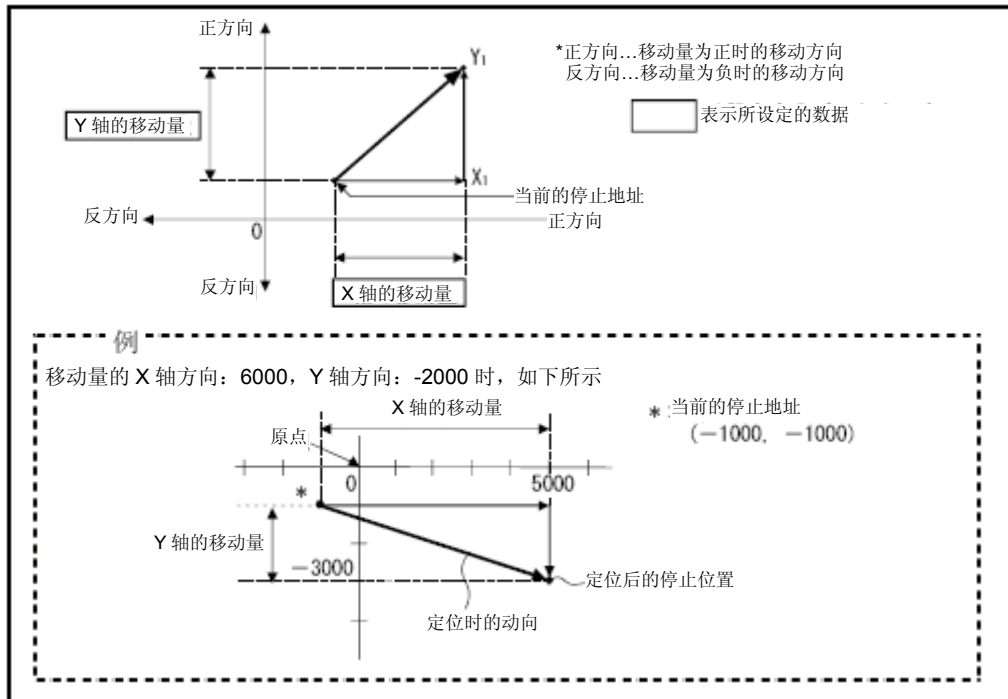 正方向
Y1
*正方向…移动量为正时的移动方向
反方向…移动量为负时的移动方向
Y 轴的移动量
表示所设定的数据
X1
当前的停止地址
反方向
0
正方向
反方向
X 轴的移动量
例
移动量的 X 轴方向：6000，Y 轴方向：-2000 时，如下所示
X 轴的移动量
* 当前的停止地址
(－1000, －1000)
原点
0
5000
*
Y 轴的移动量
－3000
定位后的停止位置
定位时的动向